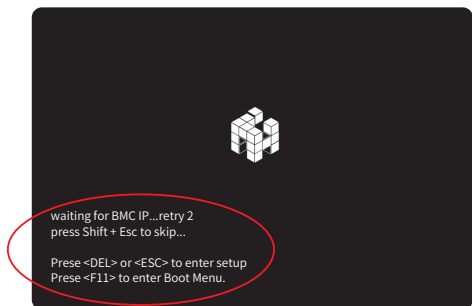 waiting for BMC IP...retry 2
press Shift + Esc to skip...
Prese <DEL> or <ESC> to enter setup
Prese <F11> to enter Boot Menu.